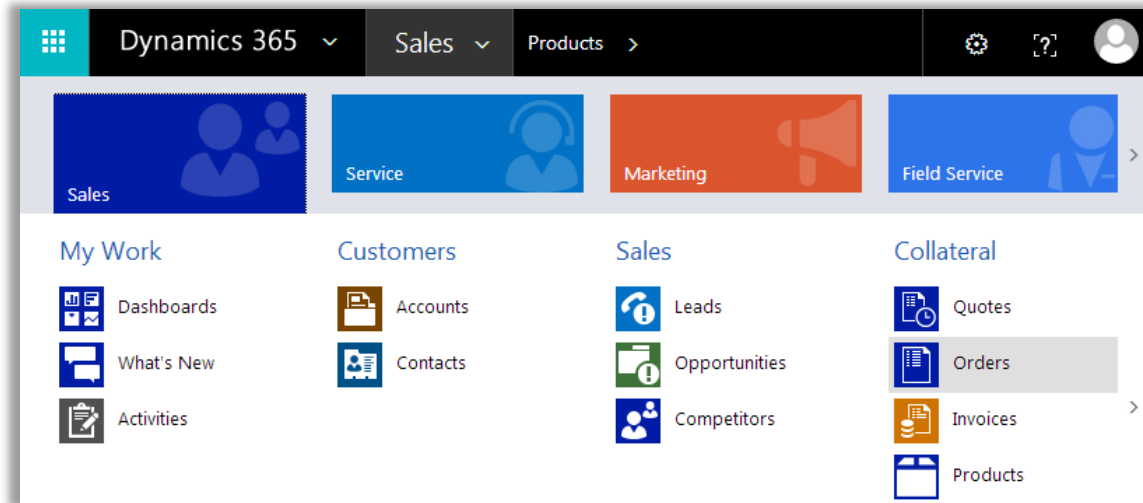 Dynamics 365
Sales
Products
[?]
Sales
Service
Marketing
Field Service
My Work
Dashboards
What's New
Activities
Customers
Accounts
Contacts
Sales
Leads
Opportunities
Competitors
Collateral
Quotes
Orders
Invoices
Products